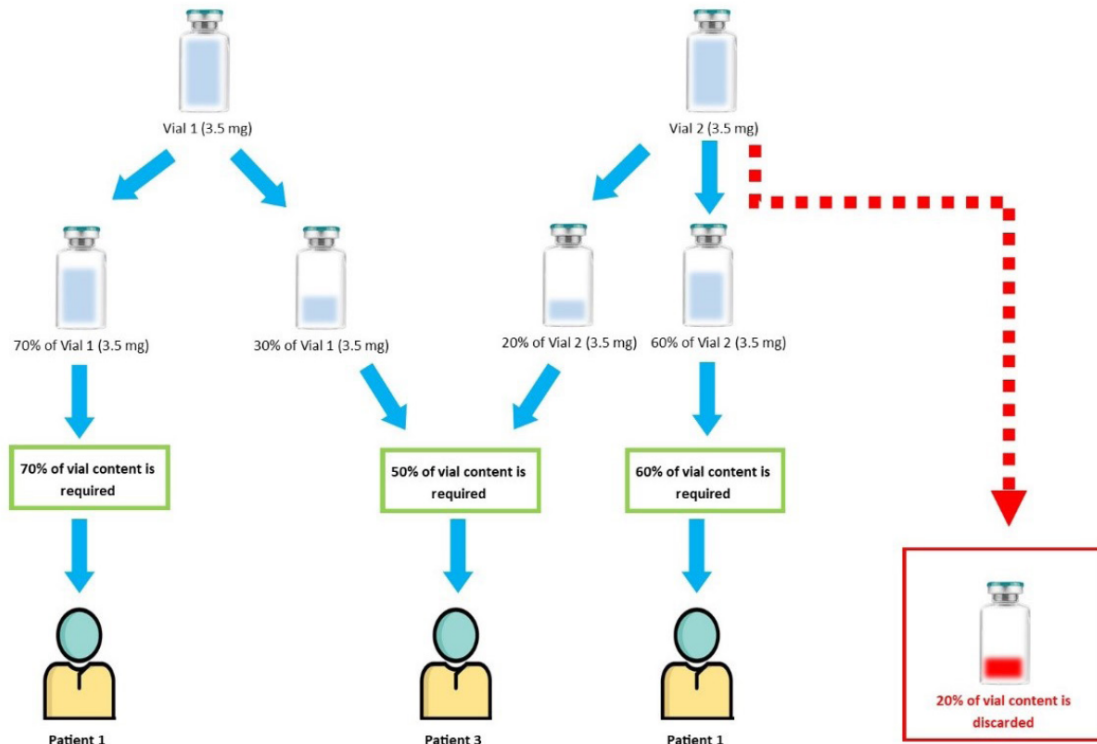 Vial 1 (3.5 mg)
Vial 2 (3.5 mg)
70% of Vial 1 (3.5 mg)
30% of Vial 1 (3.5 mg)
20% of Vial 2 (3.5 mg)
60% of Vial 2 (3.5 mg)
70% of vial content is
required
50% of vial content is
required
60% of vial content is
required
20% of vial content is
discarded
Patient 1
Patient 3
Patient 1